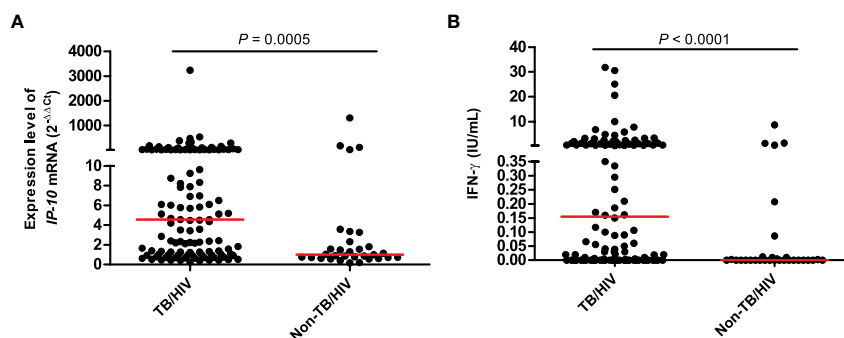 A
P = 0.0005
Expression level of
IP-10 mRNA (2-ΔΔCt)
4000
3000
2000
1000
10
8
6
4
2
0
TB/HIV
Non-TB/HIV
B
P < 0.0001
IFN-γ (IU/mL)
40
30
20
10
0.35
0.30
0.25
0.20
0.15
0.10
0.05
0.00
TB/HIV
Non-TB/HIV